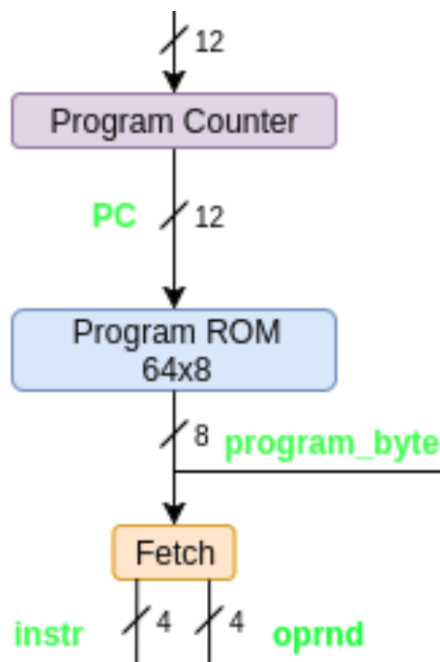 12
Program Counter
PC 12
Program ROM
64x8
8 program_byte
Fetch
instr 4 4 oprnd